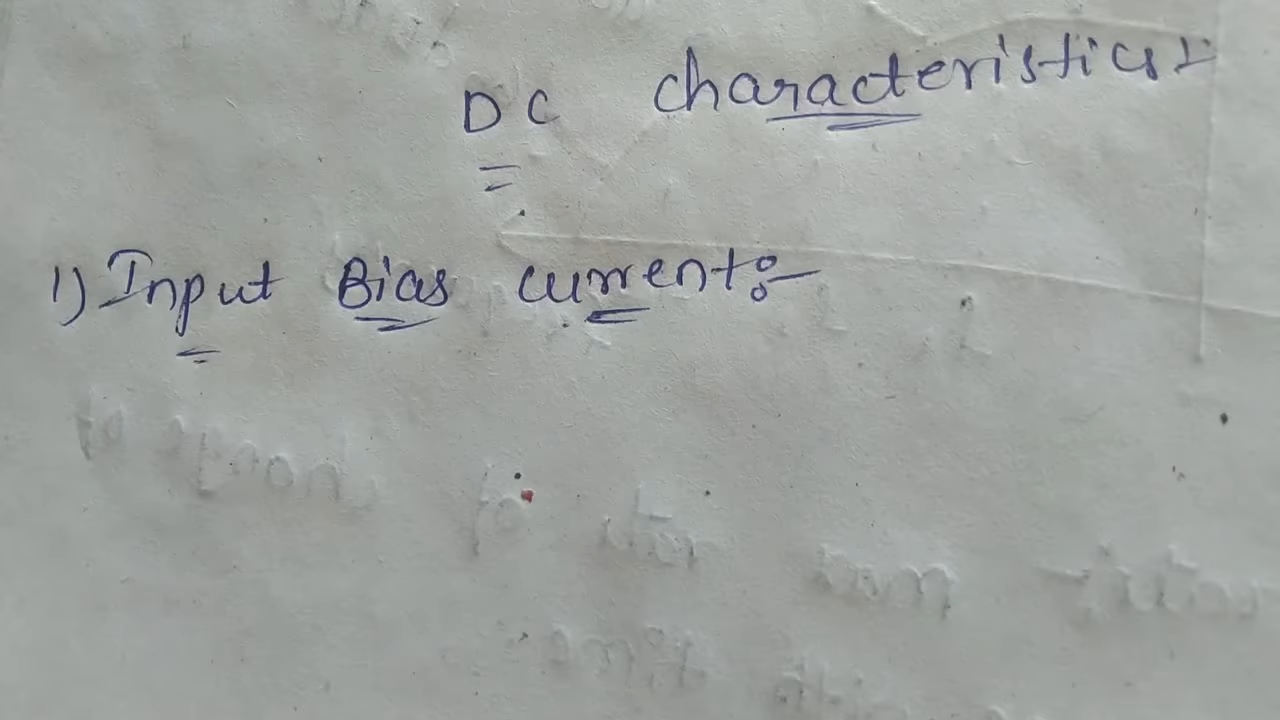 DC characteristics:-
1) Input Bias current:-